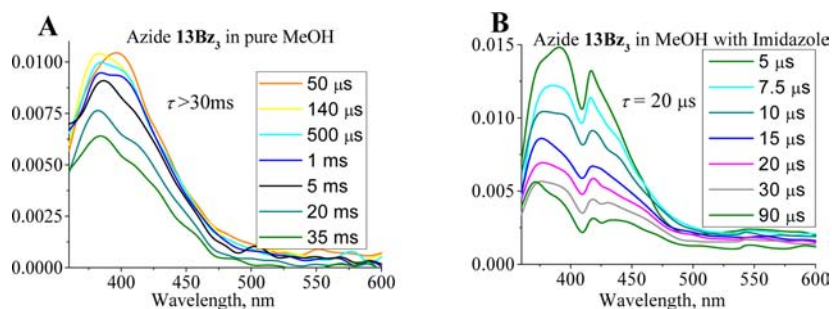 A
Azide 13Bz3 in pure MeOH
0.0100
0.0075
0.0050
0.0025
0.0000
τ >30ms
50 μs
140 μs
500 μs
1 ms
5 ms
20 ms
35 ms
400 450 500 550 600
Wavelength, nm
B
Azide 13Bz3 in MeOH with Imidazole
0.015
0.010
0.005
0.000
τ = 20 μs
5 μs
7.5 μs
10 μs
15 μs
20 μs
30 μs
90 μs
400 450 500 550 600
Wavelength, nm